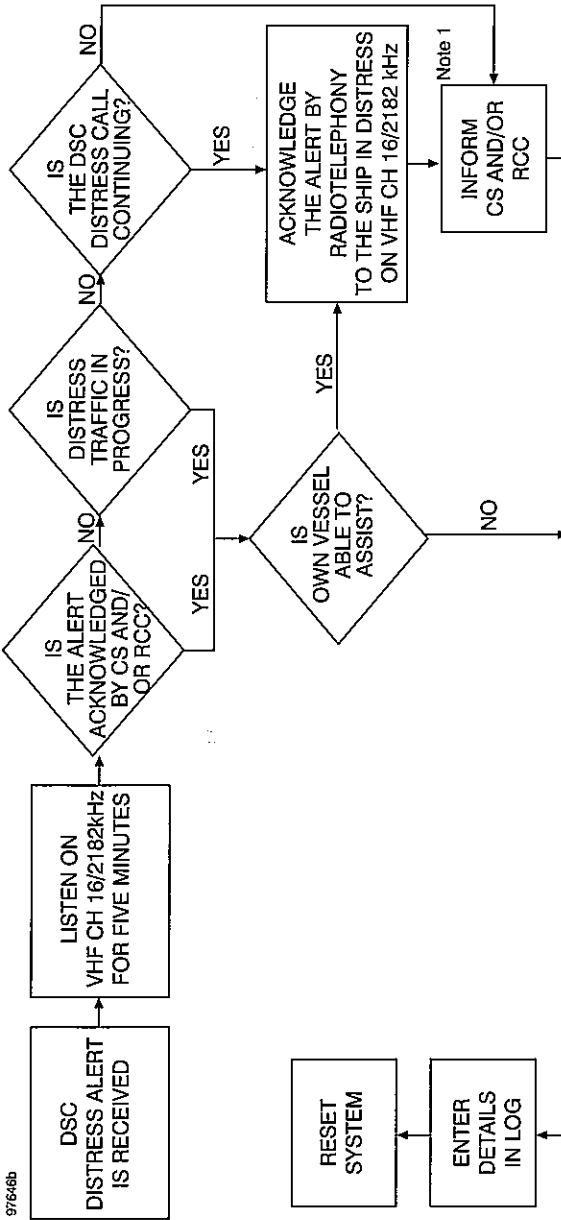 97646b
DSC
DISTRESS ALERT
IS RECEIVED
LISTEN ON
VHF CH 16/2182kHz
FOR FIVE MINUTES
IS
THE ALERT
ACKNOWLEDGED
BY CS AND/
OR RCC?
NO
YES
IS
DISTRESS
TRAFFIC IN
PROGRESS?
NO
YES
IS
THE DSC
DISTRESS CALL
CONTINUING?
NO
YES
IS
OWN VESSEL
ABLE TO
ASSIST?
YES
NO
ACKNOWLEDGE
THE ALERT BY
RADIOTELEPHONY
TO THE SHIP IN DISTRESS
ON VHF CH 16/2182 kHz
Note 1
INFORM
CS AND/OR
RCC
RESET
SYSTEM
ENTER
DETAILS
IN LOG